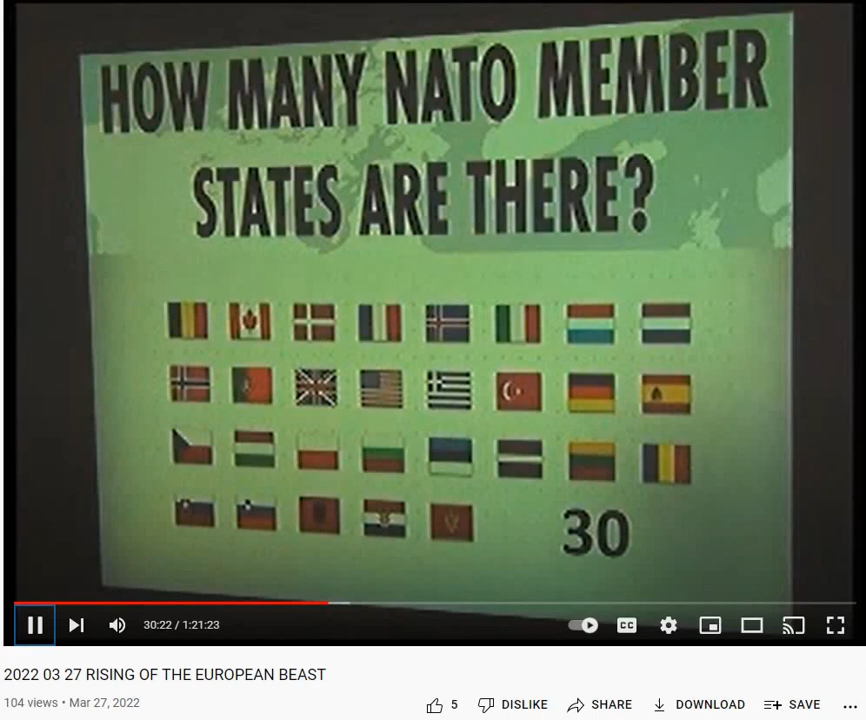 HOW MANY NATO MEMBER
STATES ARE THERE?
30
30:22 / 1:21:23
CC
2022 03 27 RISING OF THE EUROPEAN BEAST
104 views • Mar 27, 2022
5 DISLIKE SHARE DOWNLOAD SAVE ...